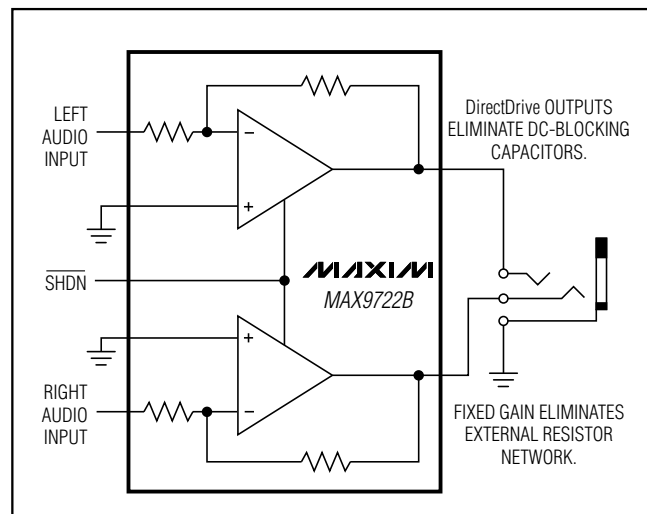 LEFT
AUDIO
INPUT
−
+
DirectDrive OUTPUTS
ELIMINATE DC-BLOCKING
CAPACITORS.
SHDN
MAXIM
MAX9722B
+
−
RIGHT
AUDIO
INPUT
FIXED GAIN ELIMINATES
EXTERNAL RESISTOR
NETWORK.